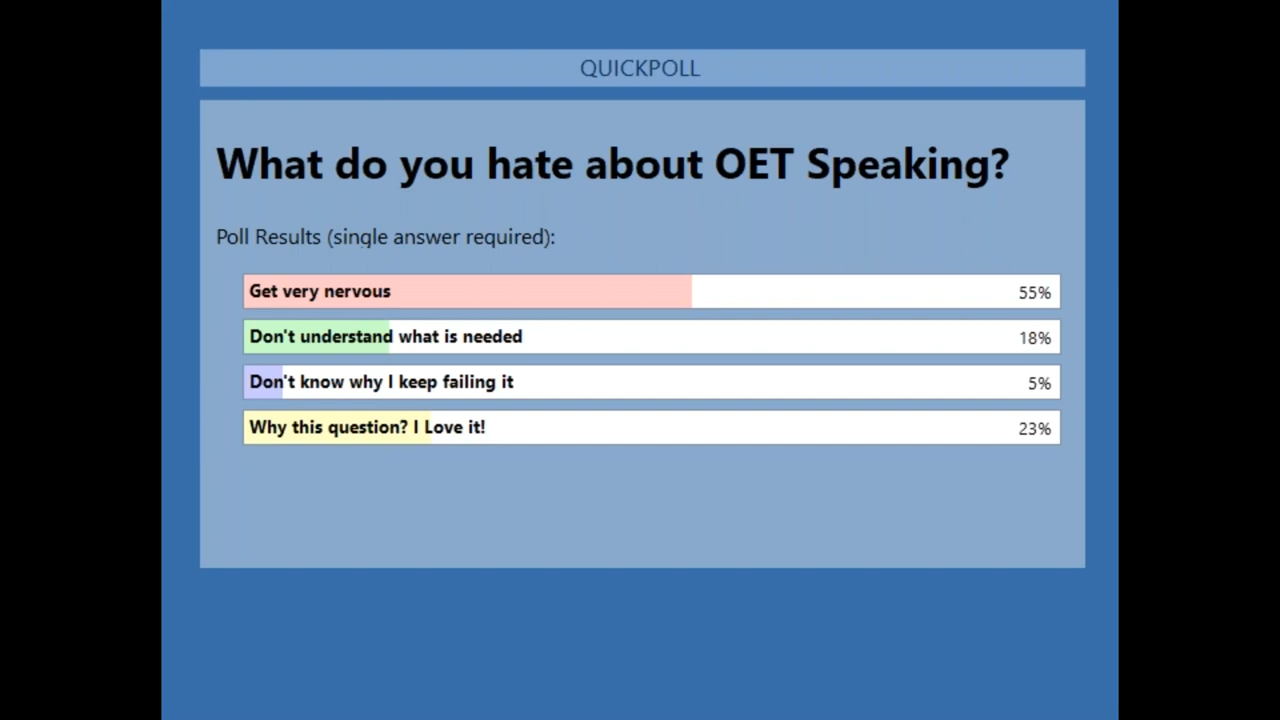 QUICKPOLL
What do you hate about OET Speaking?
Poll Results (single answer required):
Get very nervous 55%
Don't understand what is needed 18%
Don't know why I keep failing it 5%
Why this question? I Love it! 23%